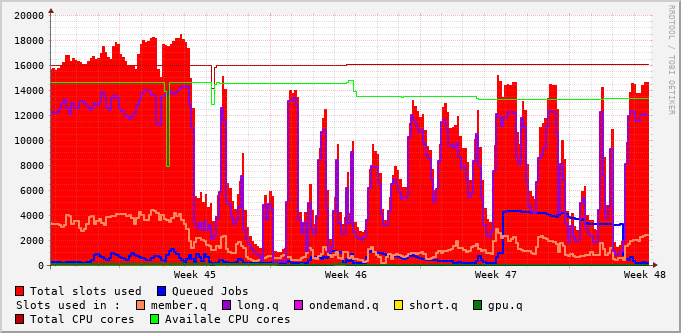 20000
18000
16000
14000
12000
10000
8000
6000
4000
2000
0
Week 45 Week 46 Week 47 Week 48
RRDTOOL / TOBI OETIKER
Total slots used Queued Jobs
Slots used in : member.q long.q ondemand.q short.q gpu.q
Total CPU cores Availale CPU cores